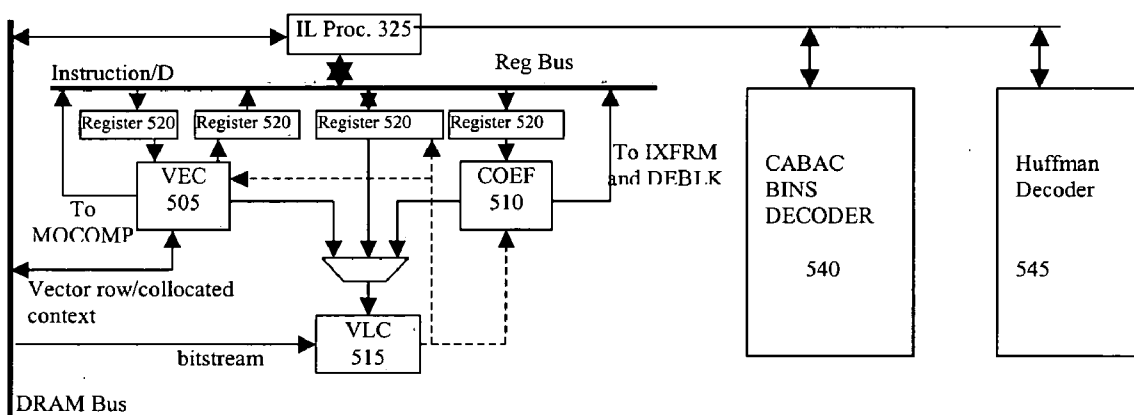 IL Proc. 325
Reg Bus
Instruction/D
Register 520
Register 520
Register 520
Register 520
VEC
505
COEF
510
To IXFRM
and DEBLK
To
MOCOMP
Vector row/collocated
context
VLC
515
bitstream
DRAM Bus
CABAC
BINS
DECODER
540
Huffman
Decoder
545